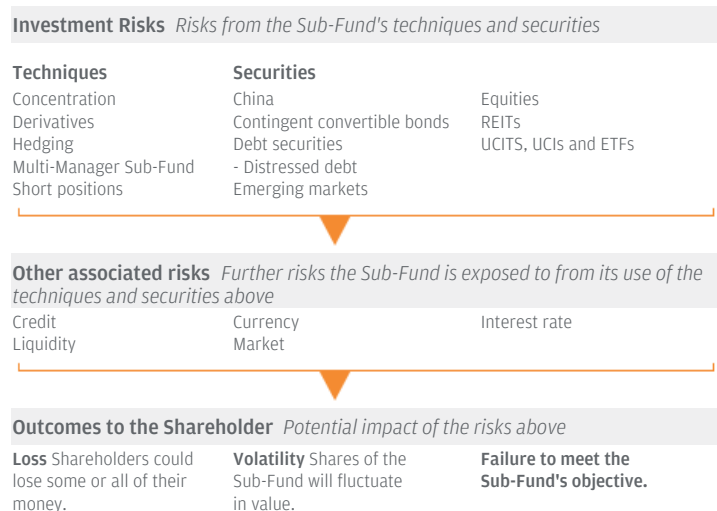 Investment Risks Risks from the Sub-Fund's techniques and securities
Techniques
Concentration
Derivatives
Hedging
Multi-Manager Sub-Fund
Short positions
Securities
China
Contingent convertible bonds
Debt securities
- Distressed debt
Emerging markets
Equities
REITs
UCITS, UCIs and ETFs
Other associated risks Further risks the Sub-Fund is exposed to from its use of the
techniques and securities above
Credit
Liquidity
Currency
Market
Interest rate
Outcomes to the Shareholder Potential impact of the risks above
Loss Shareholders could
lose some or all of their
money.
Volatility Shares of the
Sub-Fund will fluctuate
in value.
Failure to meet the
Sub-Fund's objective.